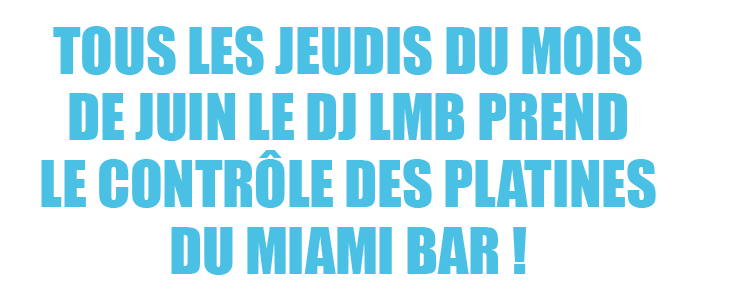 TOUS LES JEUDIS DU MOIS
DE JUIN LE DJ LMB PREND
LE CONTRÔLE DES PLATINES
DU MIAMI BAR !